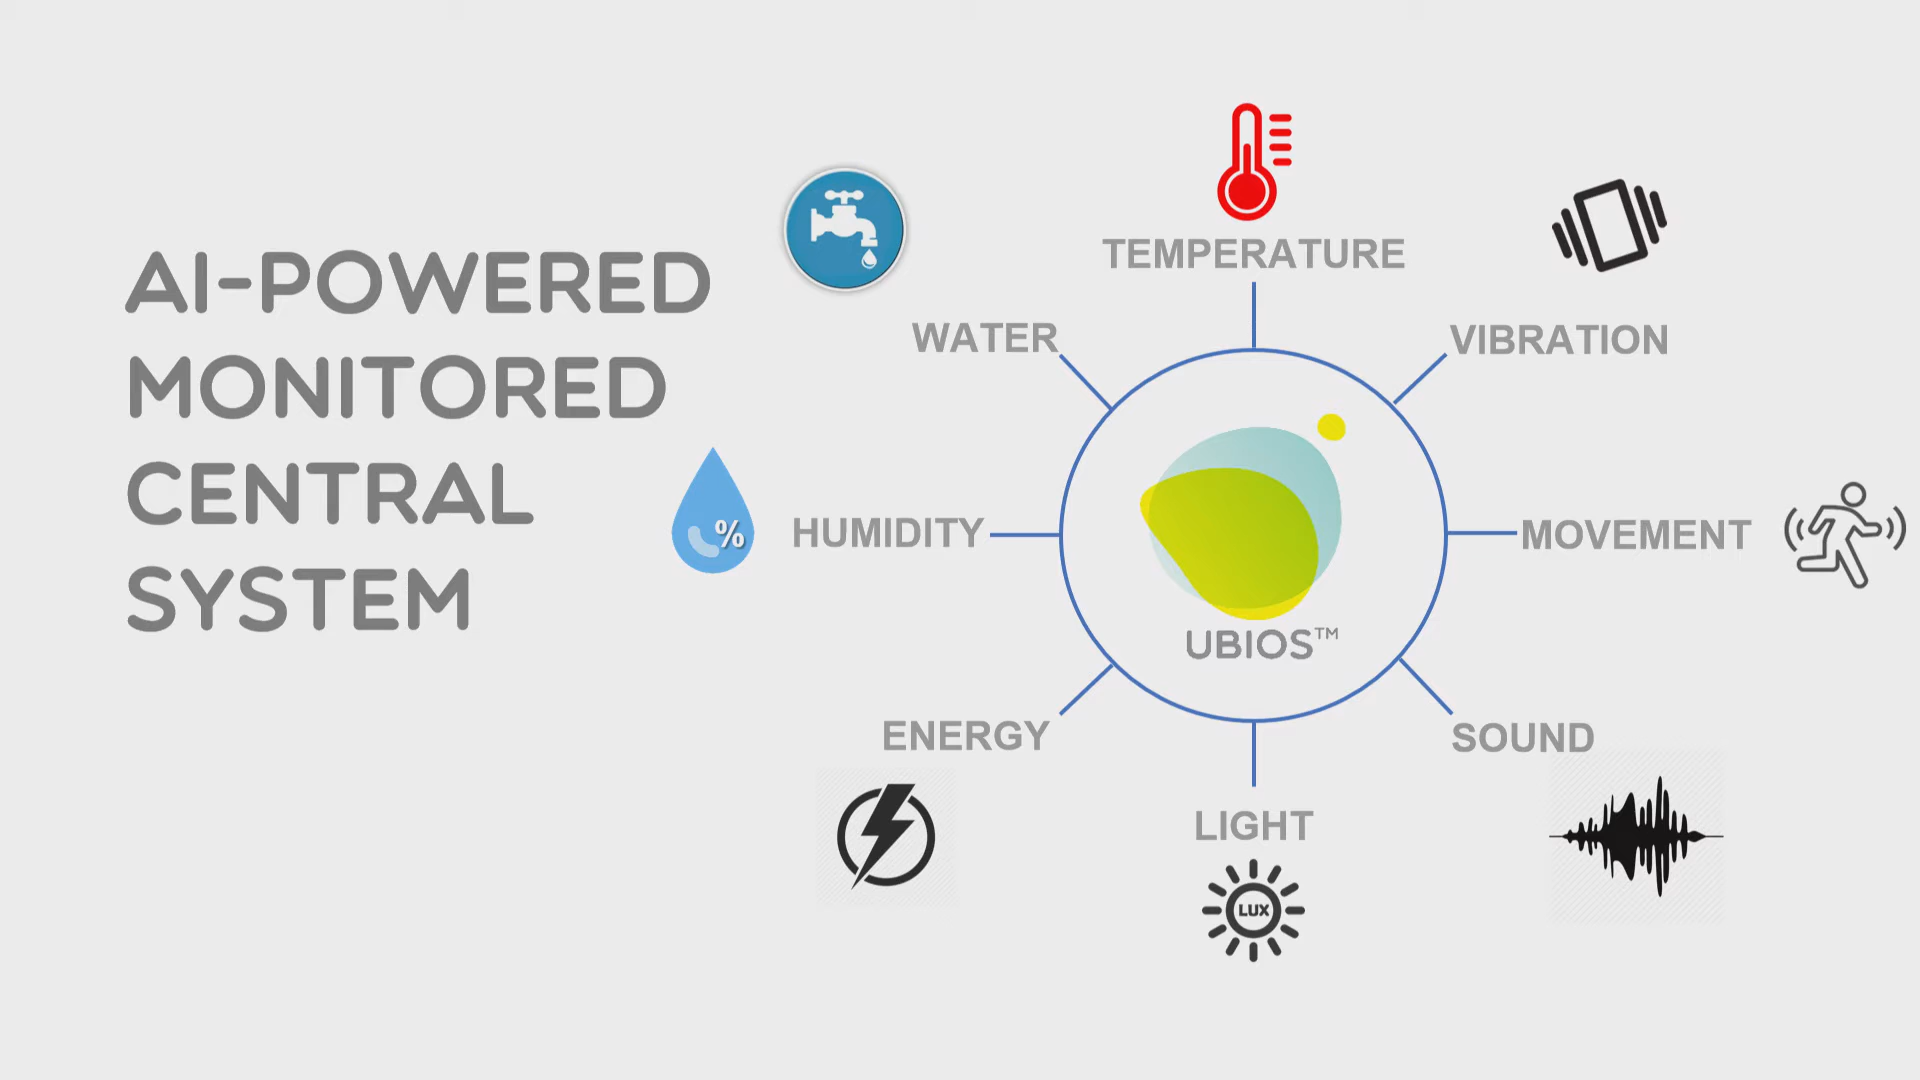 AI-POWERED
MONITORED
CENTRAL
SYSTEM
TEMPERATURE
WATER
VIBRATION
%
HUMIDITY
MOVEMENT
UBIOS™
ENERGY
SOUND
LIGHT
LUX